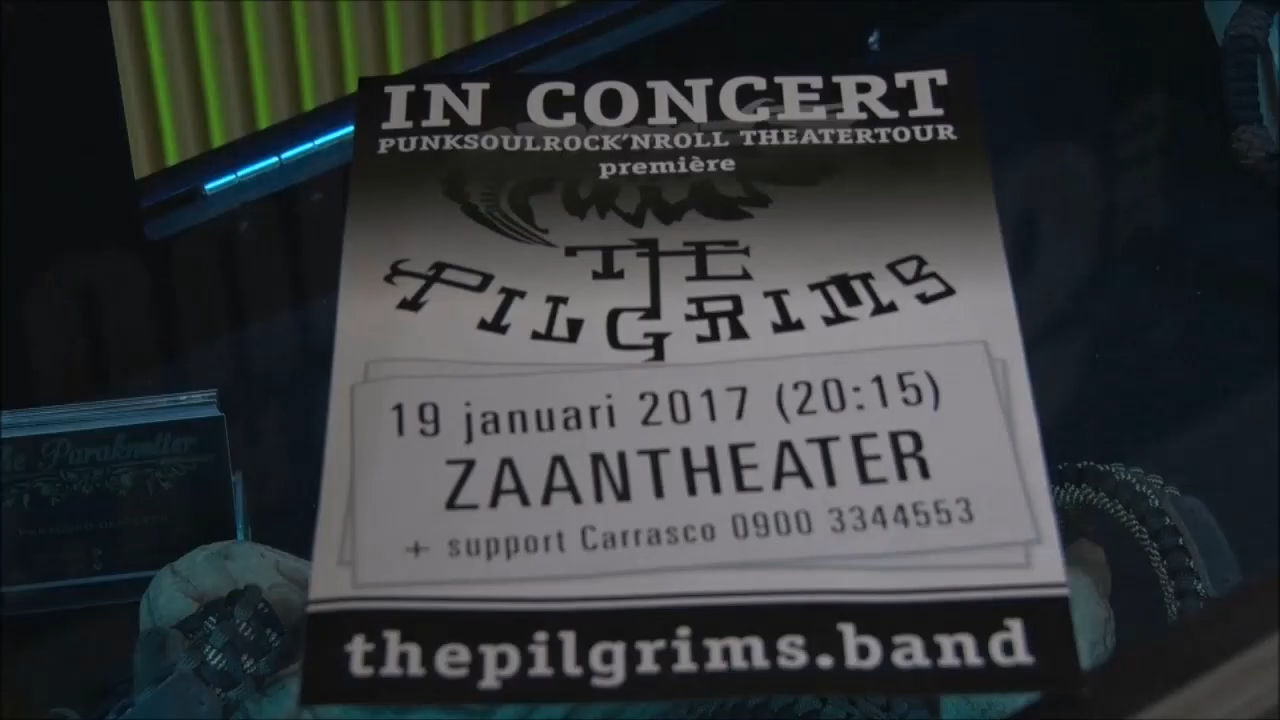 IN CONCERT
PUNKSOULROCK'NROLL THEATERTOUR
première
THE
PILGRIMS
19 januari 2017 (20:15)
ZAANTHEATER
+ support Carrasco 0900 3344553
thepilgrims.band
Paraknotter